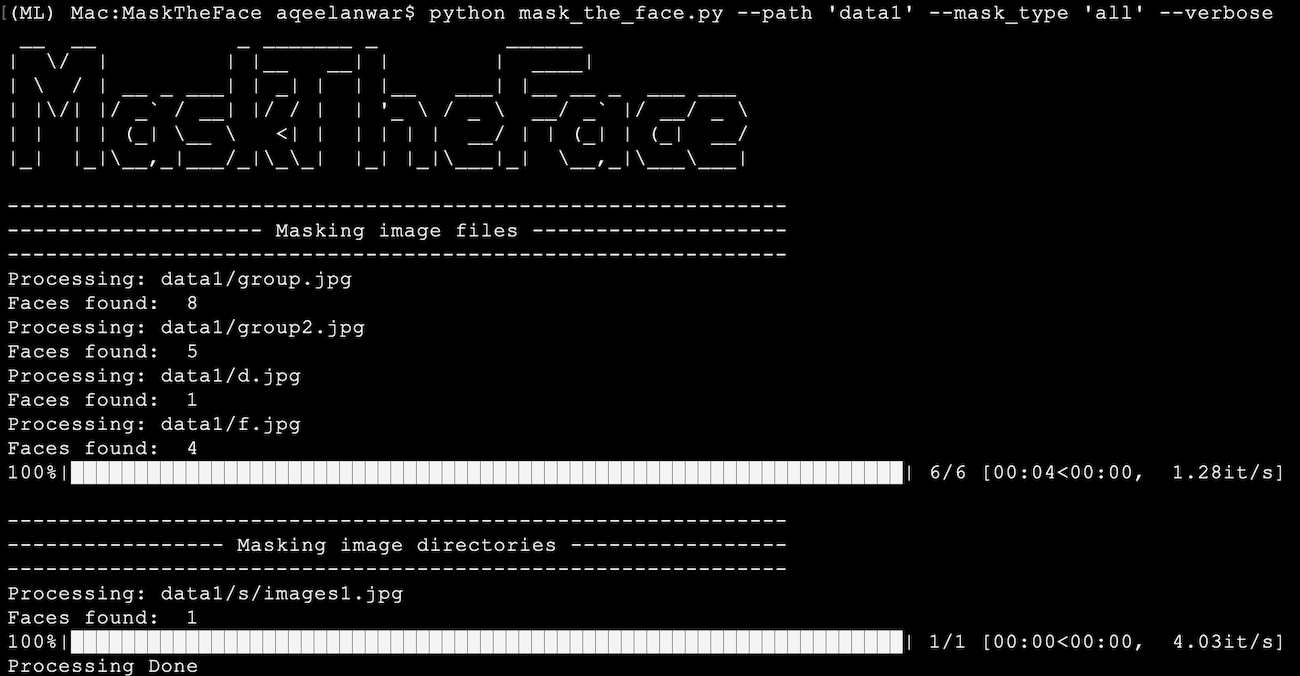 [(ML) Mac:MaskTheFace aqeelanwar$ python mask_the_face.py --path 'data1' --mask_type 'all' --verbose
MaskTheFace
-------------------------------------------------------------
-------------------- Masking image files --------------------
-------------------------------------------------------------
Processing: data1/group.jpg
Faces found:  8
Processing: data1/group2.jpg
Faces found:  5
Processing: data1/d.jpg
Faces found:  1
Processing: data1/f.jpg
Faces found:  4
100%|█████████████████████████████████████████████████████████████████| 6/6 [00:04<00:00,  1.28it/s]
-------------------------------------------------------------
----------------- Masking image directories -----------------
-------------------------------------------------------------
Processing: data1/s/images1.jpg
Faces found:  1
100%|█████████████████████████████████████████████████████████████████| 1/1 [00:00<00:00,  4.03it/s]
Processing Done